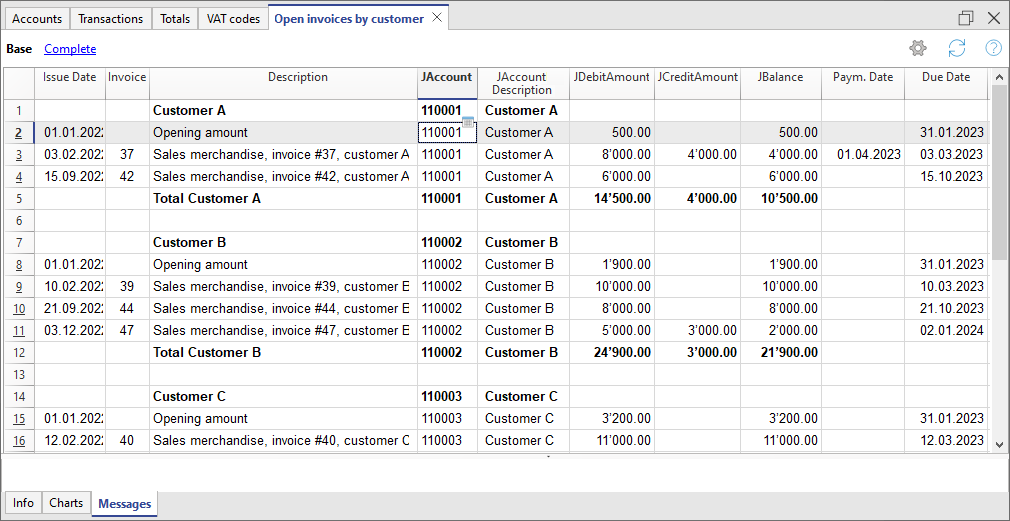 Accounts Transactions Totals VAT codes Open invoices by customer
Base Complete
Issue Date Invoice Description JAccount JAccount Description JDebitAmount JCreditAmount JBalance Paym. Date Due Date
1 Customer A 110001 Customer A
2 01.01.202 Opening amount 110001 Customer A 500.00 500.00 31.01.2023
3 03.02.202 37 Sales merchandise, invoice #37, customer A 110001 Customer A 8'000.00 4'000.00 4'000.00 01.04.2023 03.03.2023
4 15.09.202 42 Sales merchandise, invoice #42, customer A 110001 Customer A 6'000.00 6'000.00 15.10.2023
5 Total Customer A 110001 Customer A 14'500.00 4'000.00 10'500.00
6
7 Customer B 110002 Customer B
8 01.01.202 Opening amount 110002 Customer B 1'900.00 1'900.00 31.01.2023
9 10.02.202 39 Sales merchandise, invoice #39, customer B 110002 Customer B 10'000.00 10'000.00 10.03.2023
10 21.09.202 44 Sales merchandise, invoice #44, customer B 110002 Customer B 8'000.00 8'000.00 21.10.2023
11 03.12.202 47 Sales merchandise, invoice #47, customer B 110002 Customer B 5'000.00 3'000.00 2'000.00 02.01.2024
12 Total Customer B 110002 Customer B 24'900.00 3'000.00 21'900.00
13
14 Customer C 110003 Customer C
15 01.01.202 Opening amount 110003 Customer C 3'200.00 3'200.00 31.01.2023
16 12.02.202 40 Sales merchandise, invoice #40, customer C 110003 Customer C 11'000.00 11'000.00 12.03.2023
Info Charts Messages